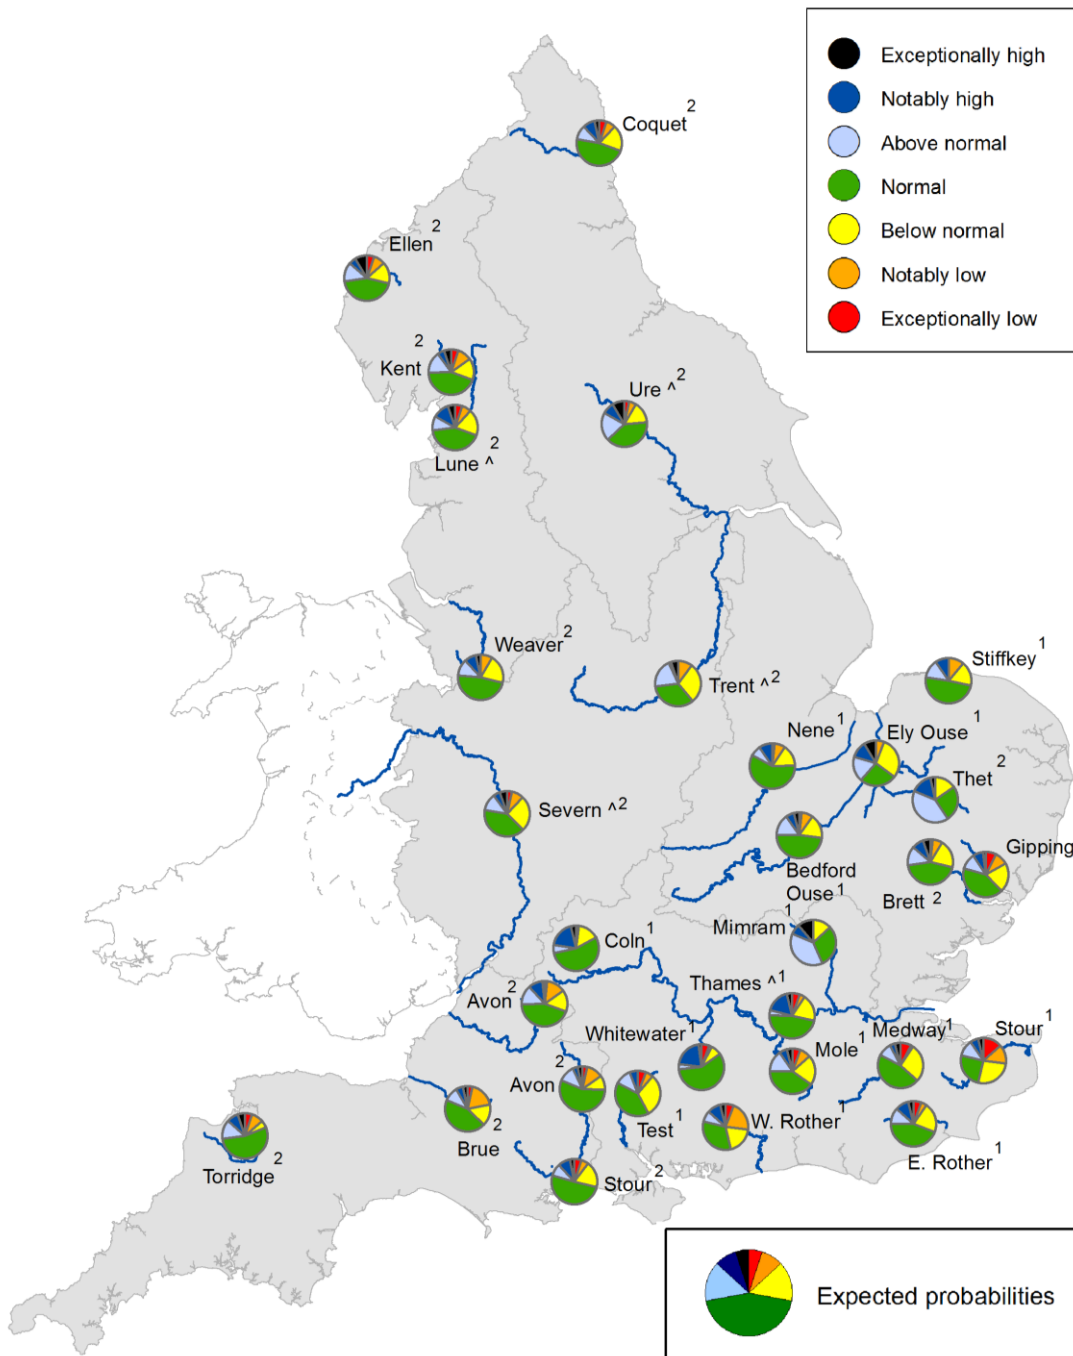 Exceptionally high
Notably high
Above normal
Normal
Below normal
Notably low
Exceptionally low
Coquet 2
Ellen 2
Kent 2
Lune ^ 2
Ure ^ 2
Weaver 2
Trent ^ 2
Stiffkey 1
Nene 1
Ely Ouse 1
Thet 2
Severn ^ 2
Bedford
Ouse 1
Gipping
Brett 2
Mimram 1
Coln 1
Avon 2
Thames ^ 1
Whitewater 1
Medway 1
Stour 1
Mole 1
Avon 2
Test 1
W. Rother 1
Brue 2
E. Rother 1
Torridge 2
Stour 2
Expected probabilities